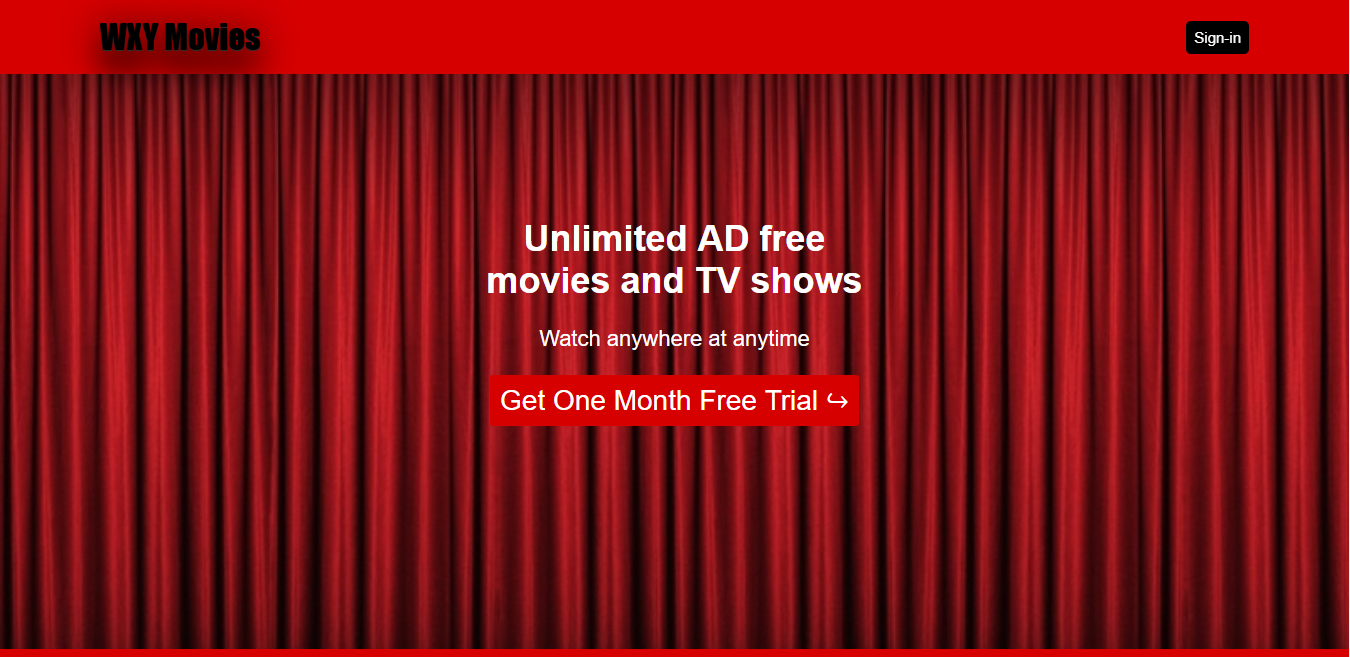 WXY Movies
Sign-in
Unlimited AD free
movies and TV shows
Watch anywhere at anytime
Get One Month Free Trial ↪